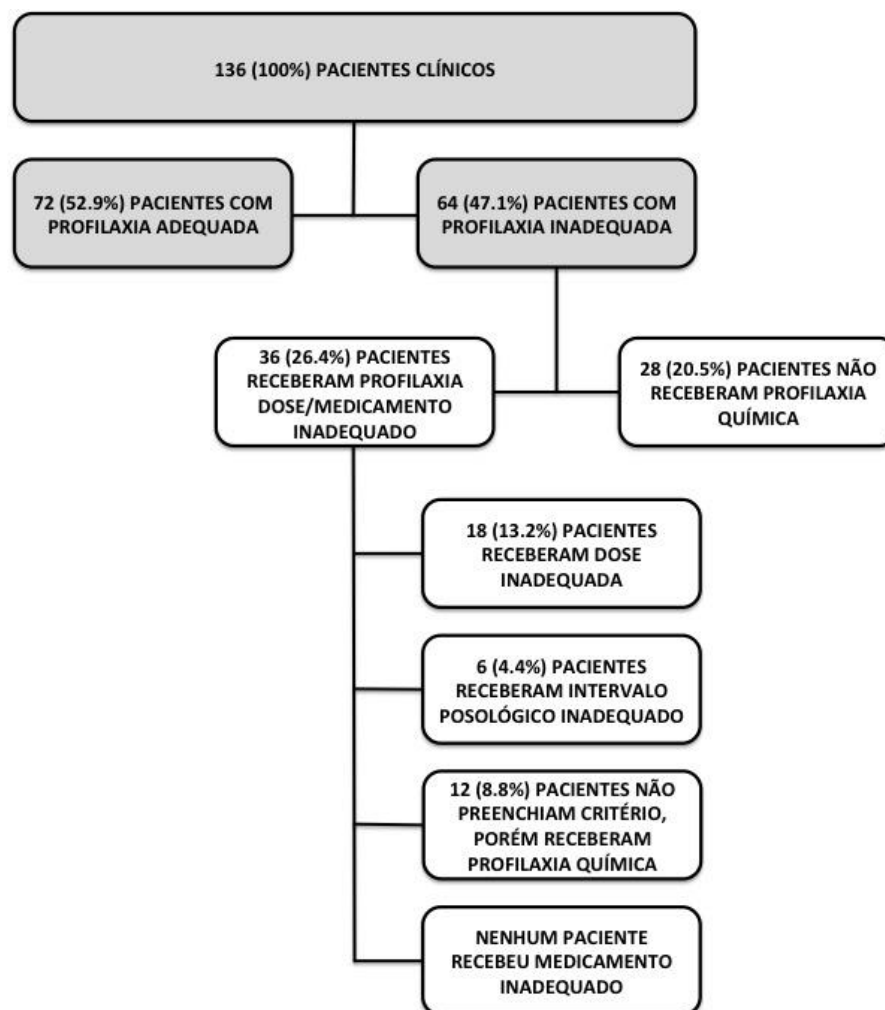 136 (100%) PACIENTES CLÍNICOS
72 (52.9%) PACIENTES COM
PROFILAXIA ADEQUADA
64 (47.1%) PACIENTES COM
PROFILAXIA INADEQUADA
36 (26.4%) PACIENTES
RECEBERAM PROFILAXIA
DOSE/MEDICAMENTO
INADEQUADO
28 (20.5%) PACIENTES NÃO
RECEBERAM PROFILAXIA
QUÍMICA
18 (13.2%) PACIENTES
RECEBERAM DOSE
INADEQUADA
6 (4.4%) PACIENTES
RECEBERAM INTERVALO
POSOLÓGICO INADEQUADO
12 (8.8%) PACIENTES NÃO
PREENCHIAM CRITÉRIO,
PORÉM RECEBERAM
PROFILAXIA QUÍMICA
NENHUM PACIENTE
RECEBEU MEDICAMENTO
INADEQUADO